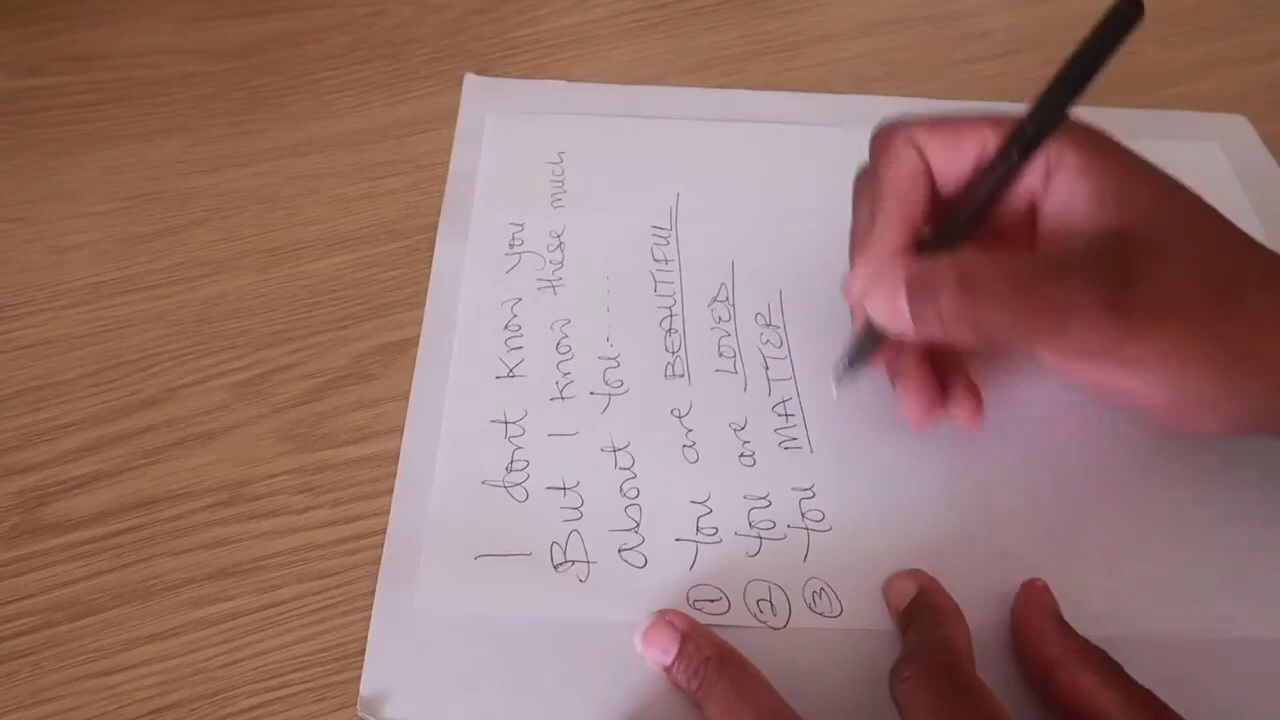 I dont know you
But I know these much
about you......
① You are BEAUTIFUL
② You are LOVED
③ You MATTER